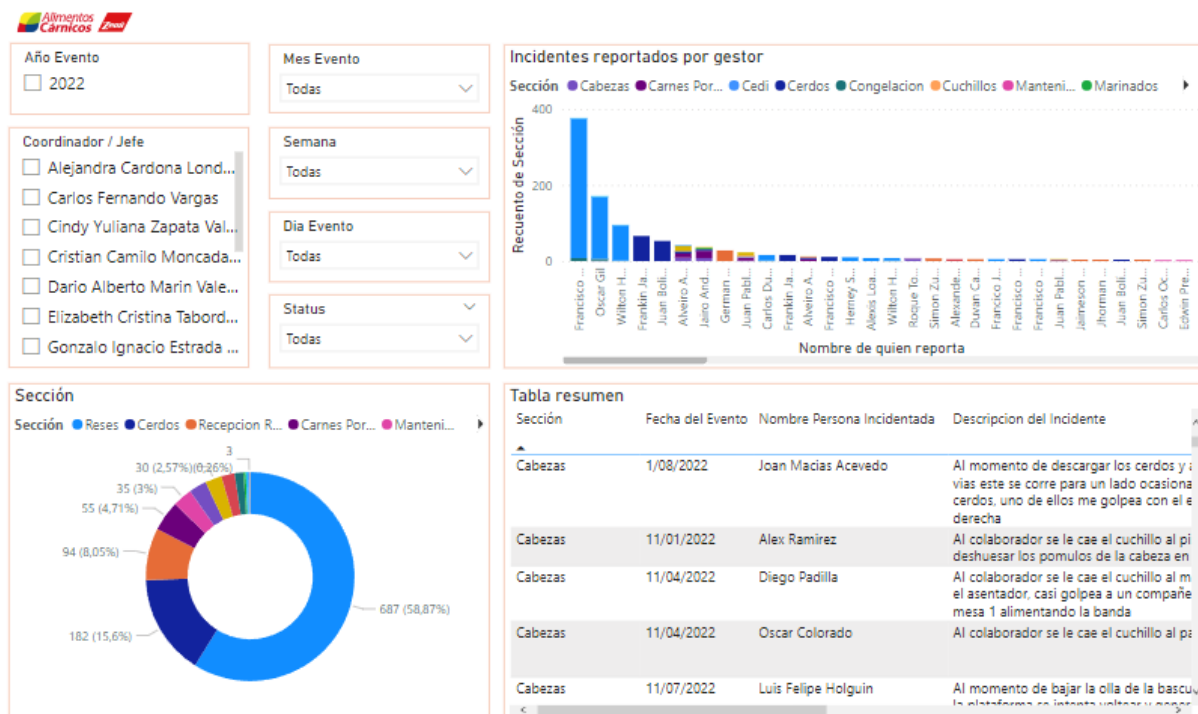 Alimentos
Cárnicos Zenú
Año Evento
2022
Mes Evento
Todas
Coordinador / Jefe
Alejandra Cardona Lond...
Carlos Fernando Vargas
Cindy Yuliana Zapata Val...
Cristian Camilo Moncada...
Dario Alberto Marin Vale...
Elizabeth Cristina Tabord...
Gonzalo Ignacio Estrada ...
Semana
Todas
Dia Evento
Todas
Status
Todas
Incidentes reportados por gestor
Sección Cabezas Carnes Por... Cedi Cerdos Congelacion Cuchillos Manteni... Marinados
Recuento de Sección
400
200
0
Francisco ...
Oscar Gil
Wilton H...
Frankin Ja...
Juan Boli...
Alveiro A...
Jairo And...
German ...
Juan Pabl...
Carlos Du...
Frankin Ja...
Alveiro A...
Francisco ...
Herney S...
Alexis Loa...
Wilton H...
Roque To...
Simon Zu...
Alexande...
Duvan Ca...
Francico J...
Francisco ...
Francisco ...
Juan Pabl...
Jaimeson ...
Jhorman ...
Juan Boli...
Simon Zu...
Carlos Oc...
Edwin Pre...
Nombre de quien reporta
Sección
Sección Reses Cerdos Recepcion R... Carnes Por... Manteni...
3
30 (2,57%)
(0,26%)
35 (3%)
55 (4,71%)
94 (8,05%)
182 (15,6%)
687 (58,87%)
Tabla resumen
Sección Fecha del Evento Nombre Persona Incidentada Descripcion del Incidente
Cabezas 1/08/2022 Joan Macias Acevedo Al momento de descargar los cerdos y
vias este se corre para un lado ocasiona
cerdos, uno de ellos me golpea con el e
derecha
Cabezas 11/01/2022 Alex Ramirez Al colaborador se le cae el cuchillo al pi
deshuesar los pomulos de la cabeza en
Cabezas 11/04/2022 Diego Padilla Al colaborador se le cae el cuchillo al m
el asentador, casi golpea a un compañe
mesa 1 alimentando la banda
Cabezas 11/04/2022 Oscar Colorado Al colaborador se le cae el cuchillo al pa
Cabezas 11/07/2022 Luis Felipe Holguin Al momento de bajar la olla de la bascu
la plataforma se intenta voltear y gener